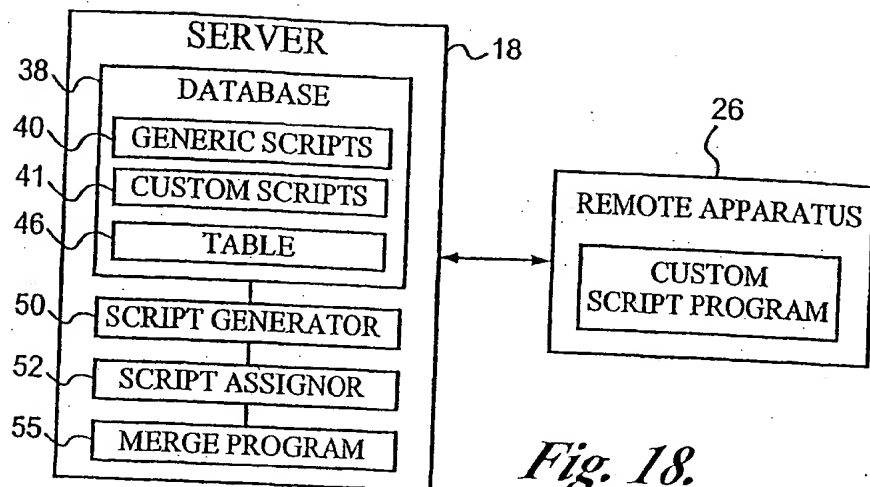 SERVER
18
38
DATABASE
40
GENERIC SCRIPTS
41
CUSTOM SCRIPTS
46
TABLE
50
SCRIPT GENERATOR
52
SCRIPT ASSIGNOR
55
MERGE PROGRAM
26
REMOTE APPARATUS
CUSTOM
SCRIPT PROGRAM
Fig. 18.